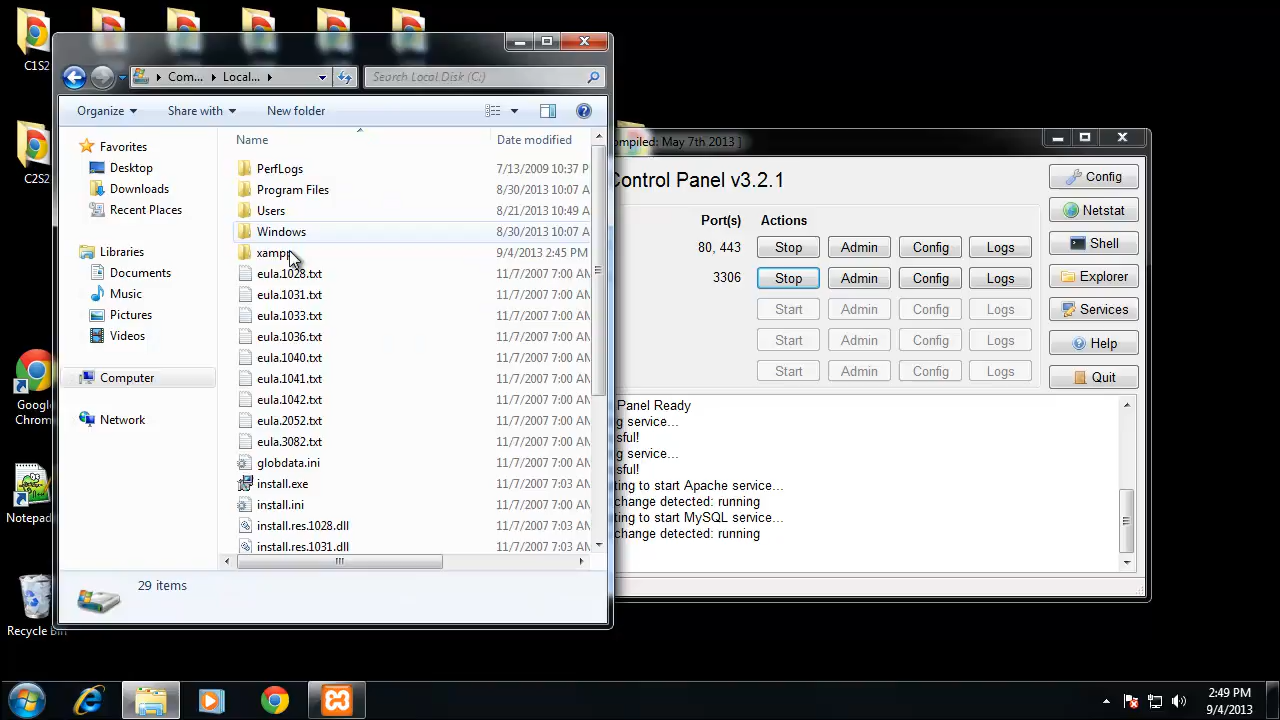 C1S2
C2S2
Google
Chrom
Notepad
Recycle Bin
Com...
Local...
Search Local Disk (C:)
Organize
Share with
New folder
Name
Date modified
Favorites
Desktop
Downloads
Recent Places
Libraries
Documents
Music
Pictures
Videos
Computer
Network
PerfLogs 7/13/2009 10:37 P
Program Files 8/30/2013 10:07 A
Users 8/21/2013 10:49 A
Windows 8/30/2013 10:07 A
xampp 9/4/2013 2:45 PM
eula.1028.txt 11/7/2007 7:00 AM
eula.1031.txt 11/7/2007 7:00 AM
eula.1033.txt 11/7/2007 7:00 AM
eula.1036.txt 11/7/2007 7:00 AM
eula.1040.txt 11/7/2007 7:00 AM
eula.1041.txt 11/7/2007 7:00 AM
eula.1042.txt 11/7/2007 7:00 AM
eula.2052.txt 11/7/2007 7:00 AM
eula.3082.txt 11/7/2007 7:00 AM
globdata.ini 11/7/2007 7:00 AM
install.exe 11/7/2007 7:03 AM
install.ini 11/7/2007 7:00 AM
install.res.1028.dll 11/7/2007 7:03 AM
install.res.1031.dll 11/7/2007 7:03 AM
29 items
ompiled: May 7th 2013 ]
Control Panel v3.2.1
Port(s) Actions
80, 443 Stop Admin Config Logs
3306 Stop Admin Config Logs
Start Admin Config Logs
Start Admin Config Logs
Start Admin Config Logs
Config
Netstat
Shell
Explorer
Services
Help
Quit
Panel Ready
g service...
sful!
g service...
sful!
ting to start Apache service...
change detected: running
ting to start MySQL service...
change detected: running
2:49 PM
9/4/2013